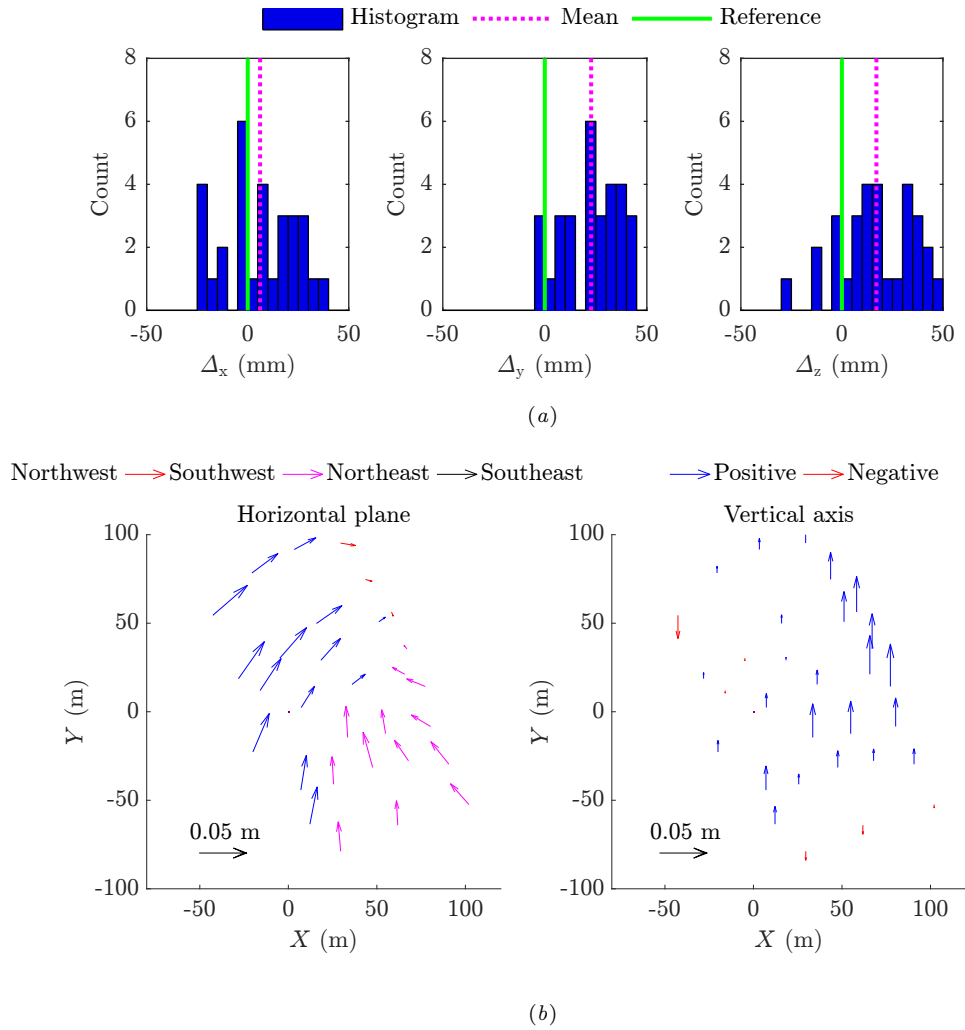 Histogram Mean Reference
8 8 8
6 6 6
4 4 4
2 2 2
0 0 0
Count Count Count
-50 0 50 -50 0 50 -50 0 50
Δx (mm) Δy (mm) Δz (mm)
(a)
Northwest Southwest Northeast Southeast Positive Negative
Horizontal plane Vertical axis
100 100
50 50
0 0
-50 -50
-100 -100
Y (m) Y (m)
0.05 m 0.05 m
-50 0 50 100 -50 0 50 100
X (m) X (m)
(b)